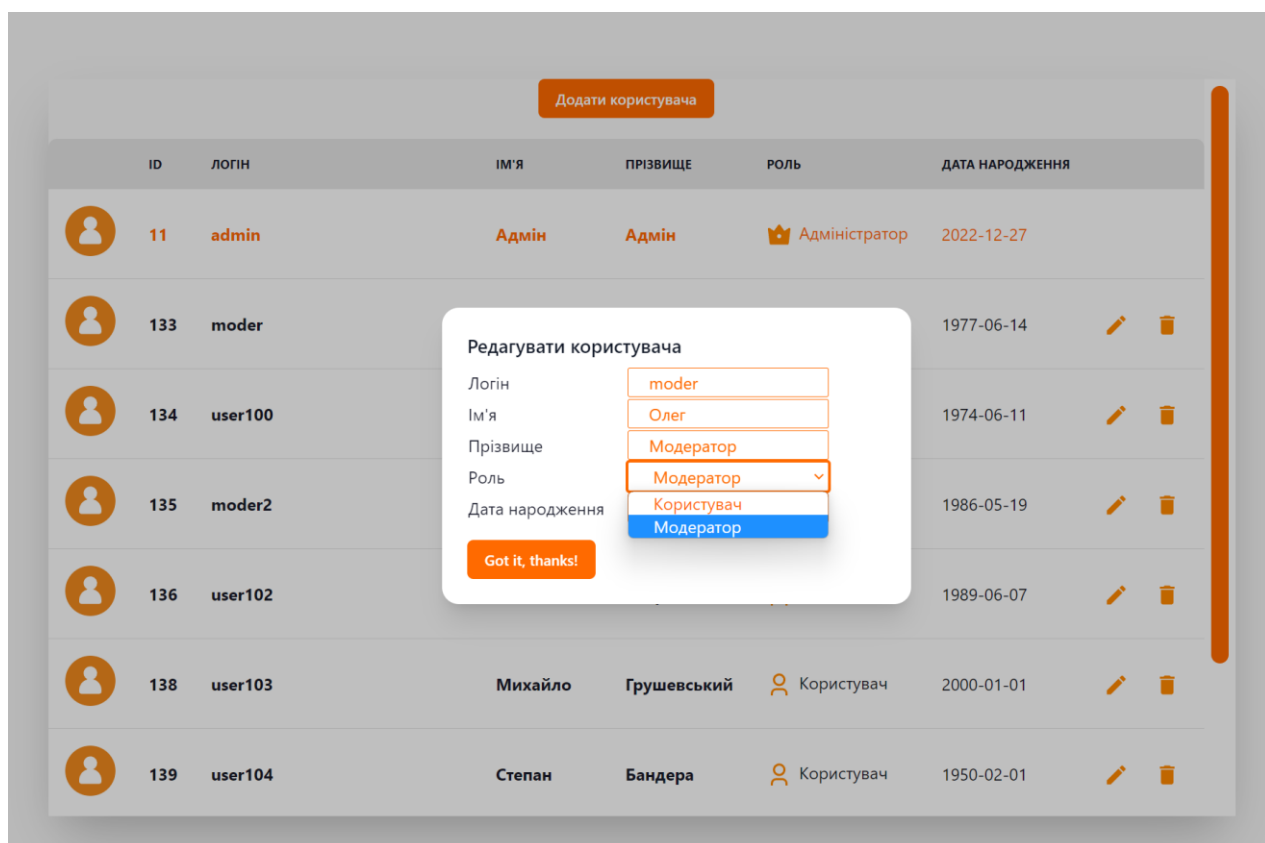 Додати користувача
ID ЛОГІН ІМ'Я ПРІЗВИЩЕ РОЛЬ ДАТА НАРОДЖЕННЯ
11 admin Адмін Адмін Адміністратор 2022-12-27
133 moder 1977-06-14
Редагувати користувача
Логін moder
134 user100 1974-06-11
Ім'я Олег
Прізвище Модератор
Роль Модератор
Користувач
135 moder2 1986-05-19
Дата народження
Модератор
Got it, thanks!
136 user102 1989-06-07
138 user103 Михайло Грушевський Користувач 2000-01-01
139 user104 Степан Бандера Користувач 1950-02-01